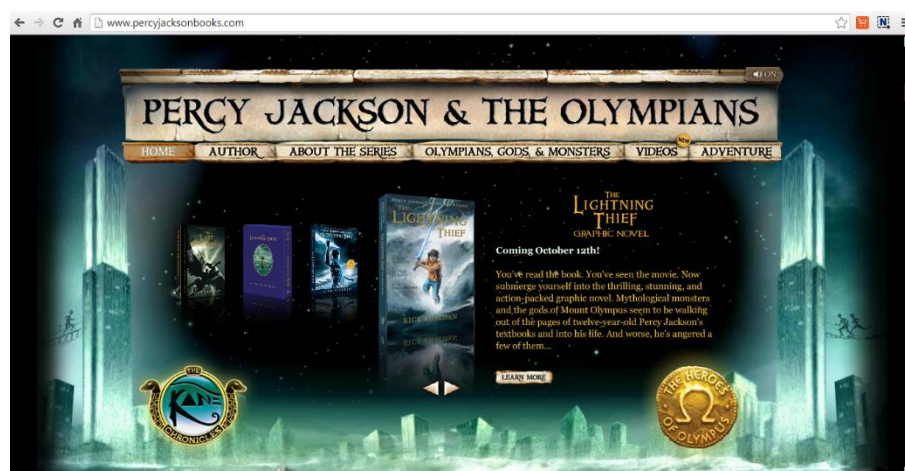 www.percyjacksonbooks.com
ON
PERCY JACKSON & THE OLYMPIANS
NEW
HOME AUTHOR ABOUT THE SERIES OLYMPIANS, GODS, & MONSTERS VIDEOS ADVENTURE
THE
LIGHTNING
THIEF
RICK RIORDAN
THE
LIGHTNING
THIEF
GRAPHIC NOVEL
Coming October 12th!
You've read the book. You've seen the movie. Now
submerge yourself into the thrilling, stunning, and
action-packed graphic novel. Mythological monsters
and the gods of Mount Olympus seem to be walking
out of the pages of twelve-year-old Percy Jackson's
textbooks and into his life. And worse, he's angered a
few of them...
LEARN MORE
THE
KANE
CHRONICLES
THE HEROES
OF OLYMPUS